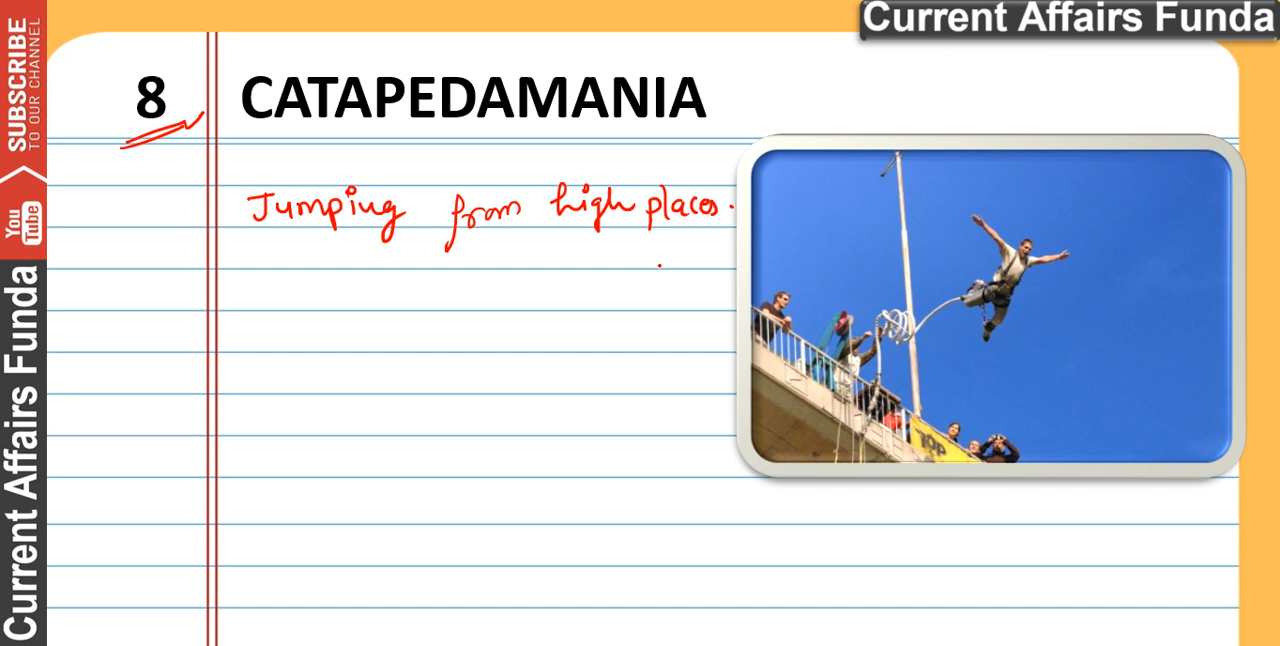 Current Affairs Funda
SUBSCRIBE
TO OUR CHANNEL
You
Tube
Current Affairs Funda
8 CATAPEDAMANIA
Jumping from high places.
TOP